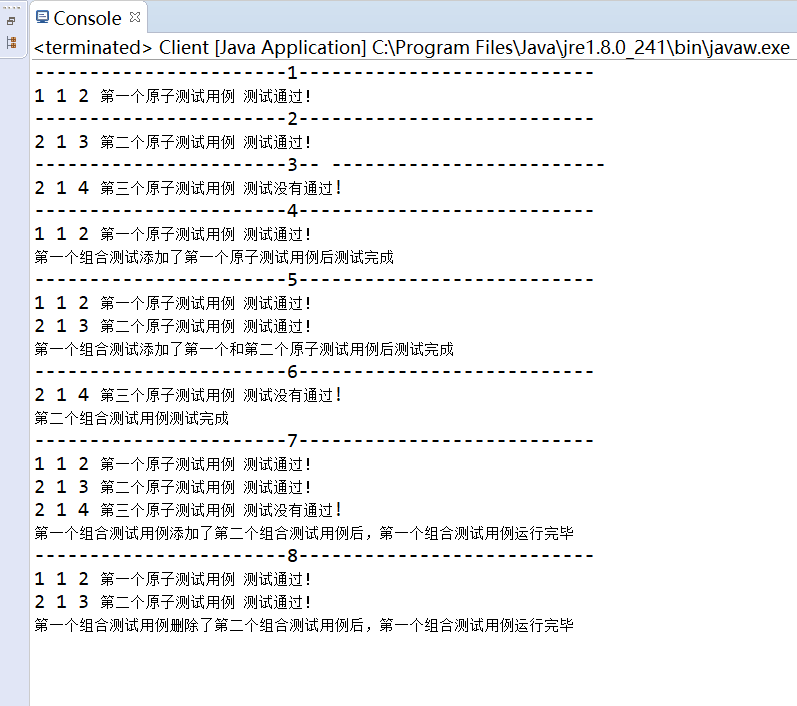 Console
<terminated> Client [Java Application] C:\Program Files\Java\jre1.8.0_241\bin\javaw.exe
-----------------------1---------------------------
1 1 2 第一个原子测试用例 测试通过!
-----------------------2---------------------------
2 1 3 第二个原子测试用例 测试通过!
-----------------------3-- -------------------------
2 1 4 第三个原子测试用例 测试没有通过!
-----------------------4---------------------------
1 1 2 第一个原子测试用例 测试通过!
第一个组合测试添加了第一个原子测试用例后测试完成
-----------------------5---------------------------
1 1 2 第一个原子测试用例 测试通过!
2 1 3 第二个原子测试用例 测试通过!
第一个组合测试添加了第一个和第二个原子测试用例后测试完成
-----------------------6---------------------------
2 1 4 第三个原子测试用例 测试没有通过!
第二个组合测试用例测试完成
-----------------------7---------------------------
1 1 2 第一个原子测试用例 测试通过!
2 1 3 第二个原子测试用例 测试通过!
2 1 4 第三个原子测试用例 测试没有通过!
第一个组合测试用例添加了第二个组合测试用例后，第一个组合测试用例运行完毕
-----------------------8---------------------------
1 1 2 第一个原子测试用例 测试通过!
2 1 3 第二个原子测试用例 测试通过!
第一个组合测试用例删除了第二个组合测试用例后，第一个组合测试用例运行完毕